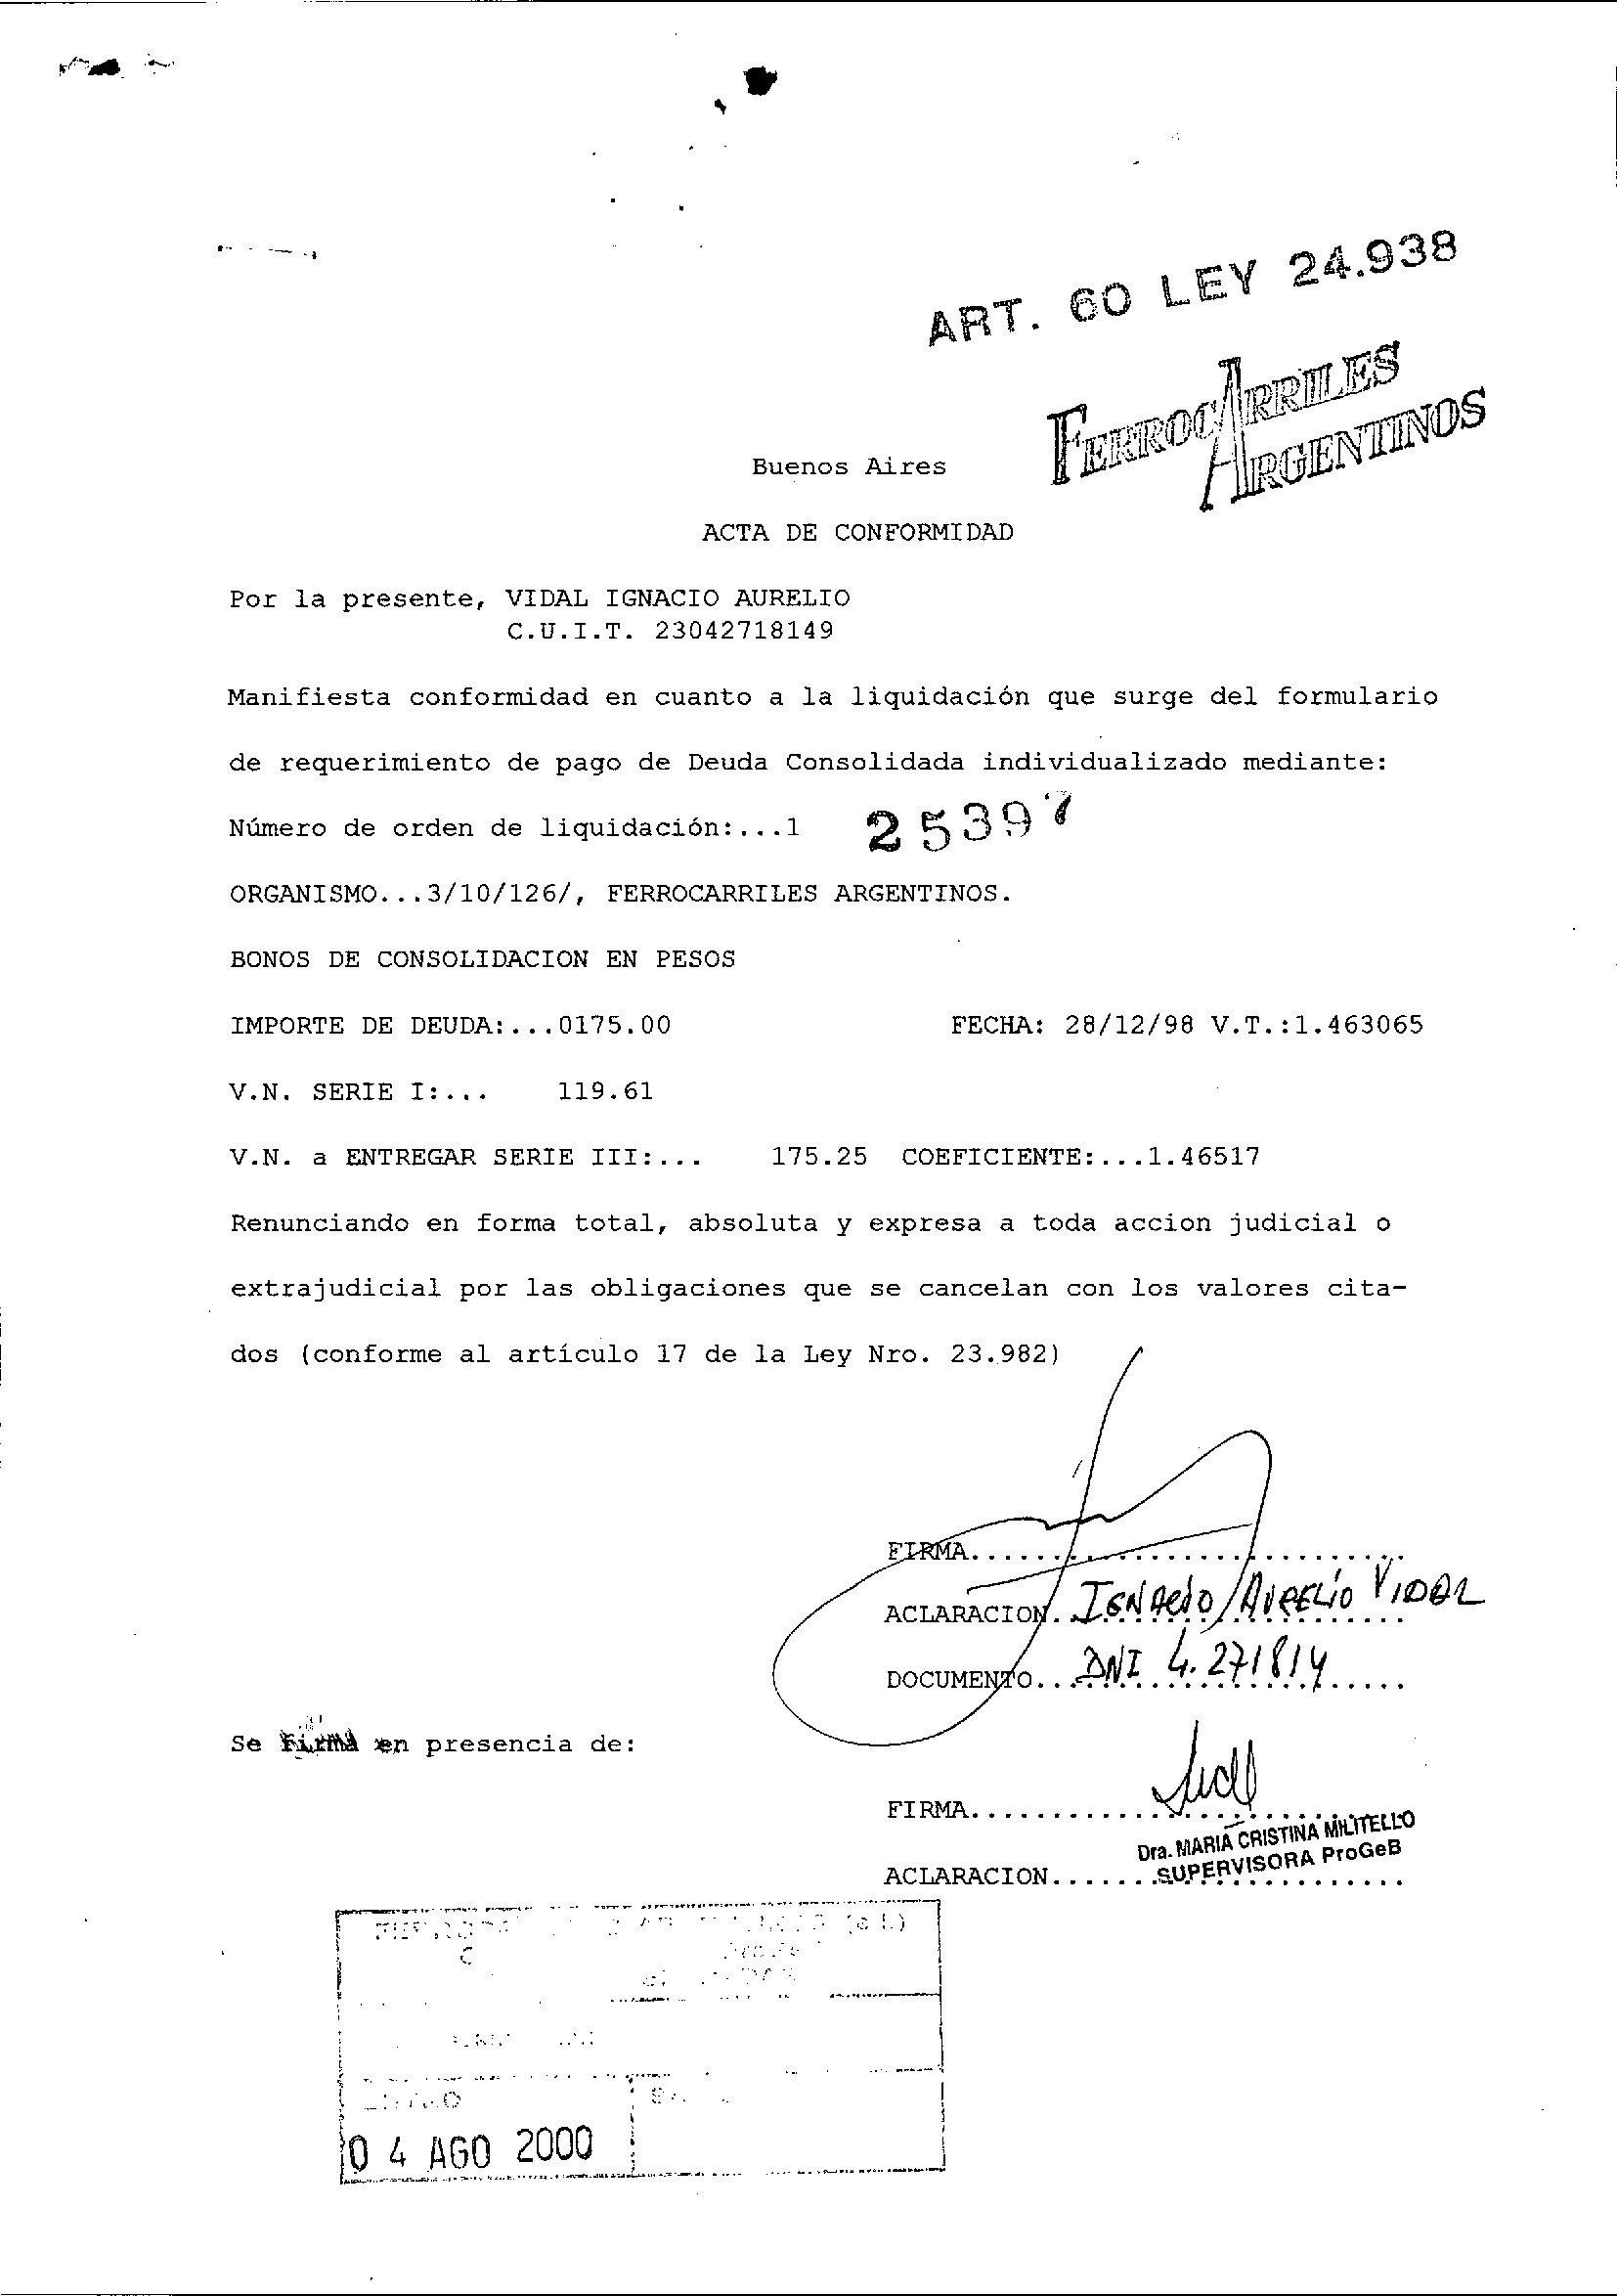 ART. 60 LEY 24.938
FERROCARRILES
ARGENTINOS
Buenos Aires
ACTA DE CONFORMIDAD
Por la presente, VIDAL IGNACIO AURELIO
C.U.I.T. 23042718149
Manifiesta conformidad en cuanto a la liquidación que surge del formulario
de requerimiento de pago de Deuda Consolidada individualizado mediante:
Número de orden de liquidación:...1 25397
ORGANISMO...3/10/126/, FERROCARRILES ARGENTINOS.
BONOS DE CONSOLIDACION EN PESOS
IMPORTE DE DEUDA:...0175.00 FECHA: 28/12/98 V.T.:1.463065
V.N. SERIE I:... 119.61
V.N. a ENTREGAR SERIE III:... 175.25 COEFICIENTE:...1.46517
Renunciando en forma total, absoluta y expresa a toda accion judicial o
extrajudicial por las obligaciones que se cancelan con los valores cita-
dos (conforme al artículo 17 de la Ley Nro. 23.982)
FIRMA...........................
ACLARACION. IGNACIO AURELIO VIDAL
DOCUMENTO.. DNI 4.271814
Se firma en presencia de:
FIRMA...........................
Dra. MARIA CRISTINA MILITELLO
ACLARACION....... SUPERVISORA ProGeB
04 AGO 2000